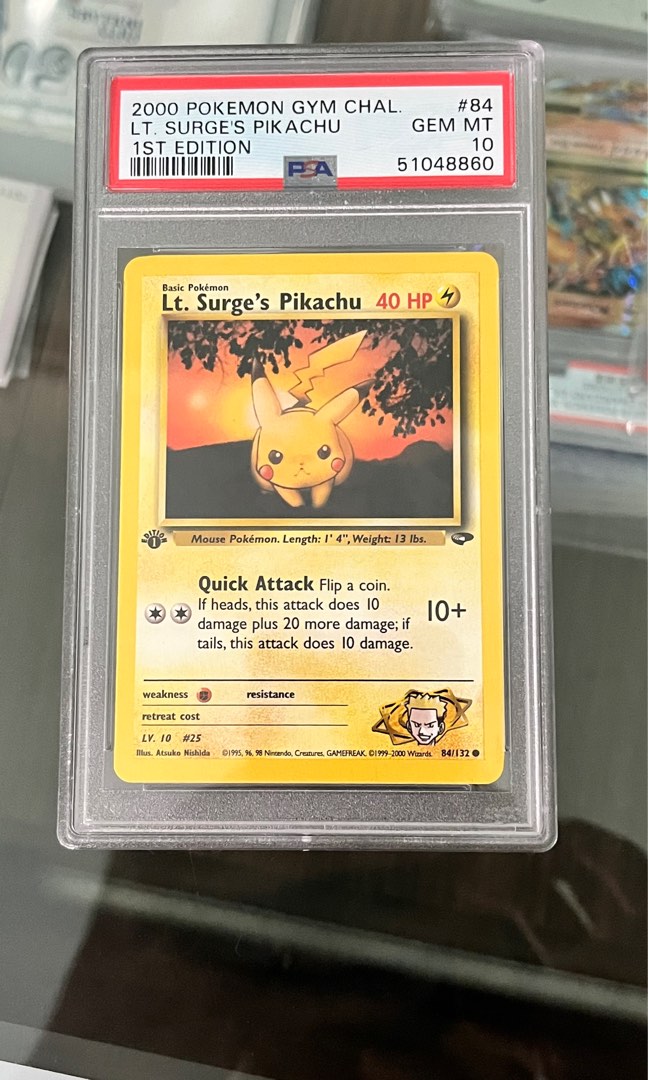 2000 POKEMON GYM CHAL. #84
LT. SURGE'S PIKACHU GEM MT
1ST EDITION 10
PSA 51048860
Basic Pokémon
Lt. Surge's Pikachu 40 HP
EDITION 1
Mouse Pokémon. Length: 1' 4", Weight: 13 lbs.
Quick Attack Flip a coin.
If heads, this attack does 10
damage plus 20 more damage; if
tails, this attack does 10 damage.
10+
weakness resistance
retreat cost
LV. 10 #25
Illus. Atsuko Nishida ©1995, 96, 98 Nintendo, Creatures, GAMEFREAK. ©1999-2000 Wizards. 84/132